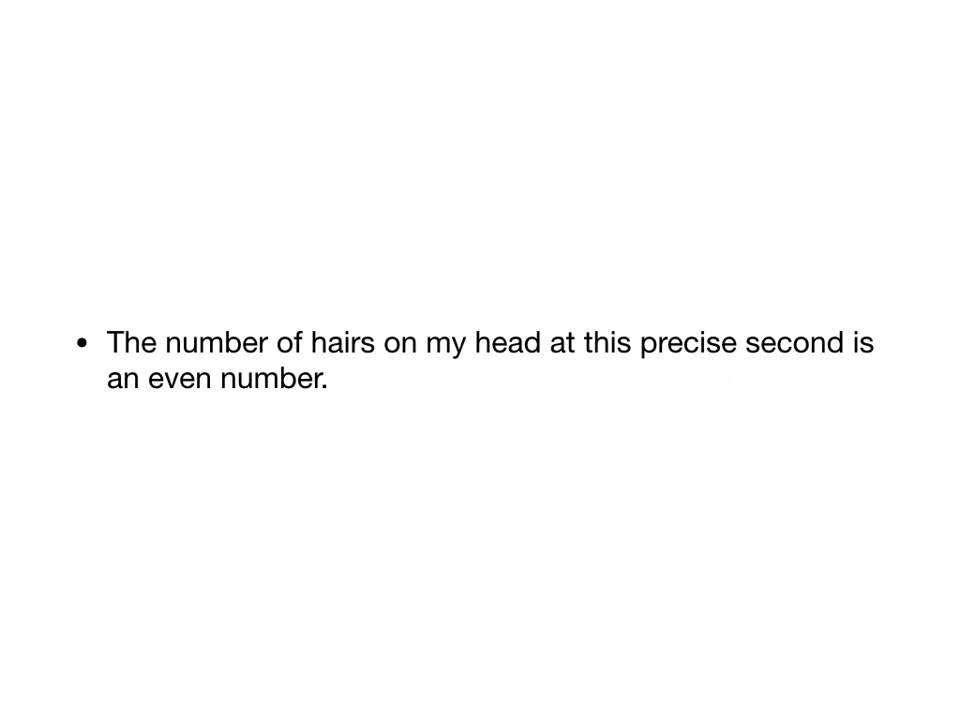 • The number of hairs on my head at this precise second is
an even number.